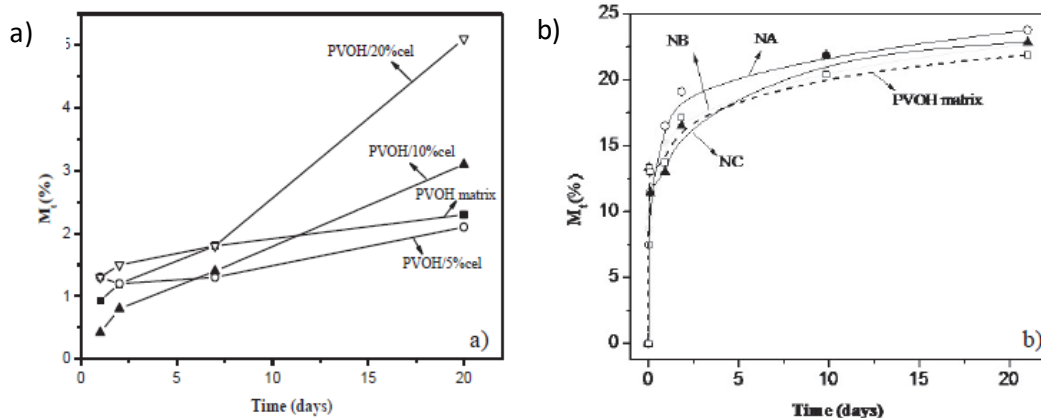 a)
5
4
3
2
1
0
M_t(%)
PVOH/20%cel
PVOH/10%cel
PVOH matrix
PVOH/5%cel
a)
0 5 10 15 20
Time (days)
b)
25
20
15
10
5
0
M_t(%)
NB NA
PVOH matrix
NC
b)
0 5 10 15 20
Time (days)